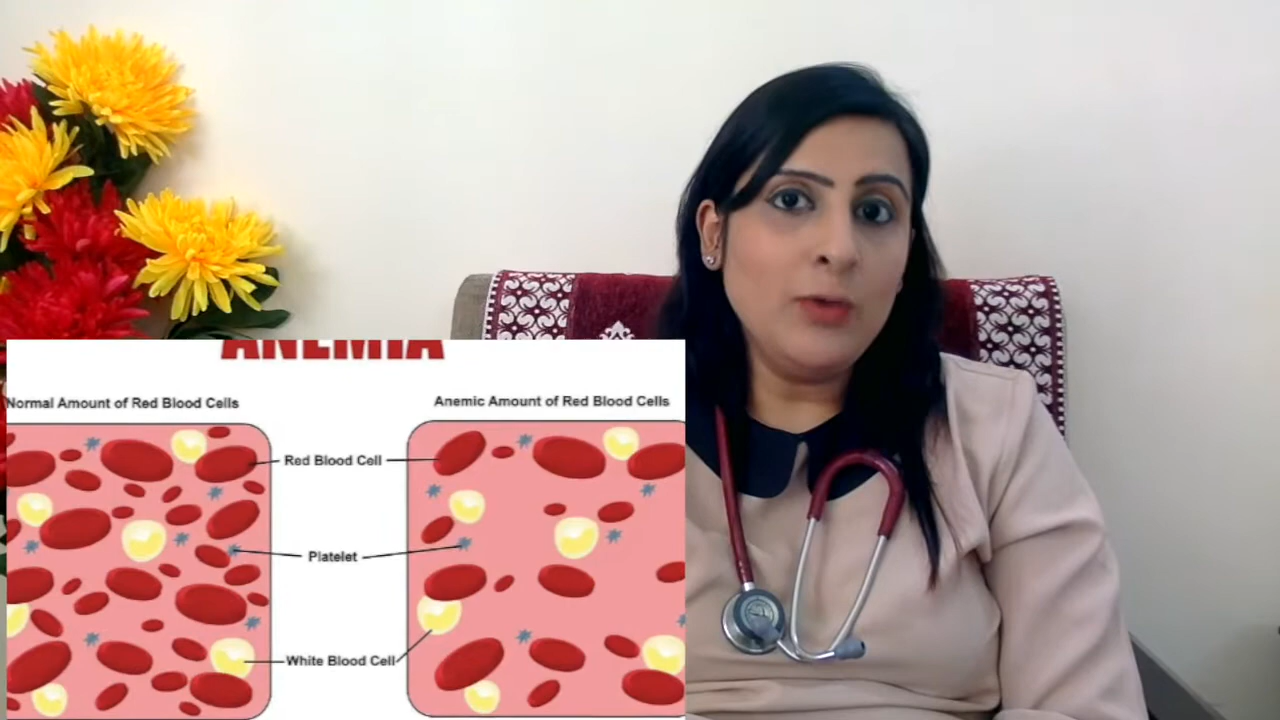 ANEMIA
Normal Amount of Red Blood Cells
Anemic Amount of Red Blood Cells
Red Blood Cell
Platelet
White Blood Cell